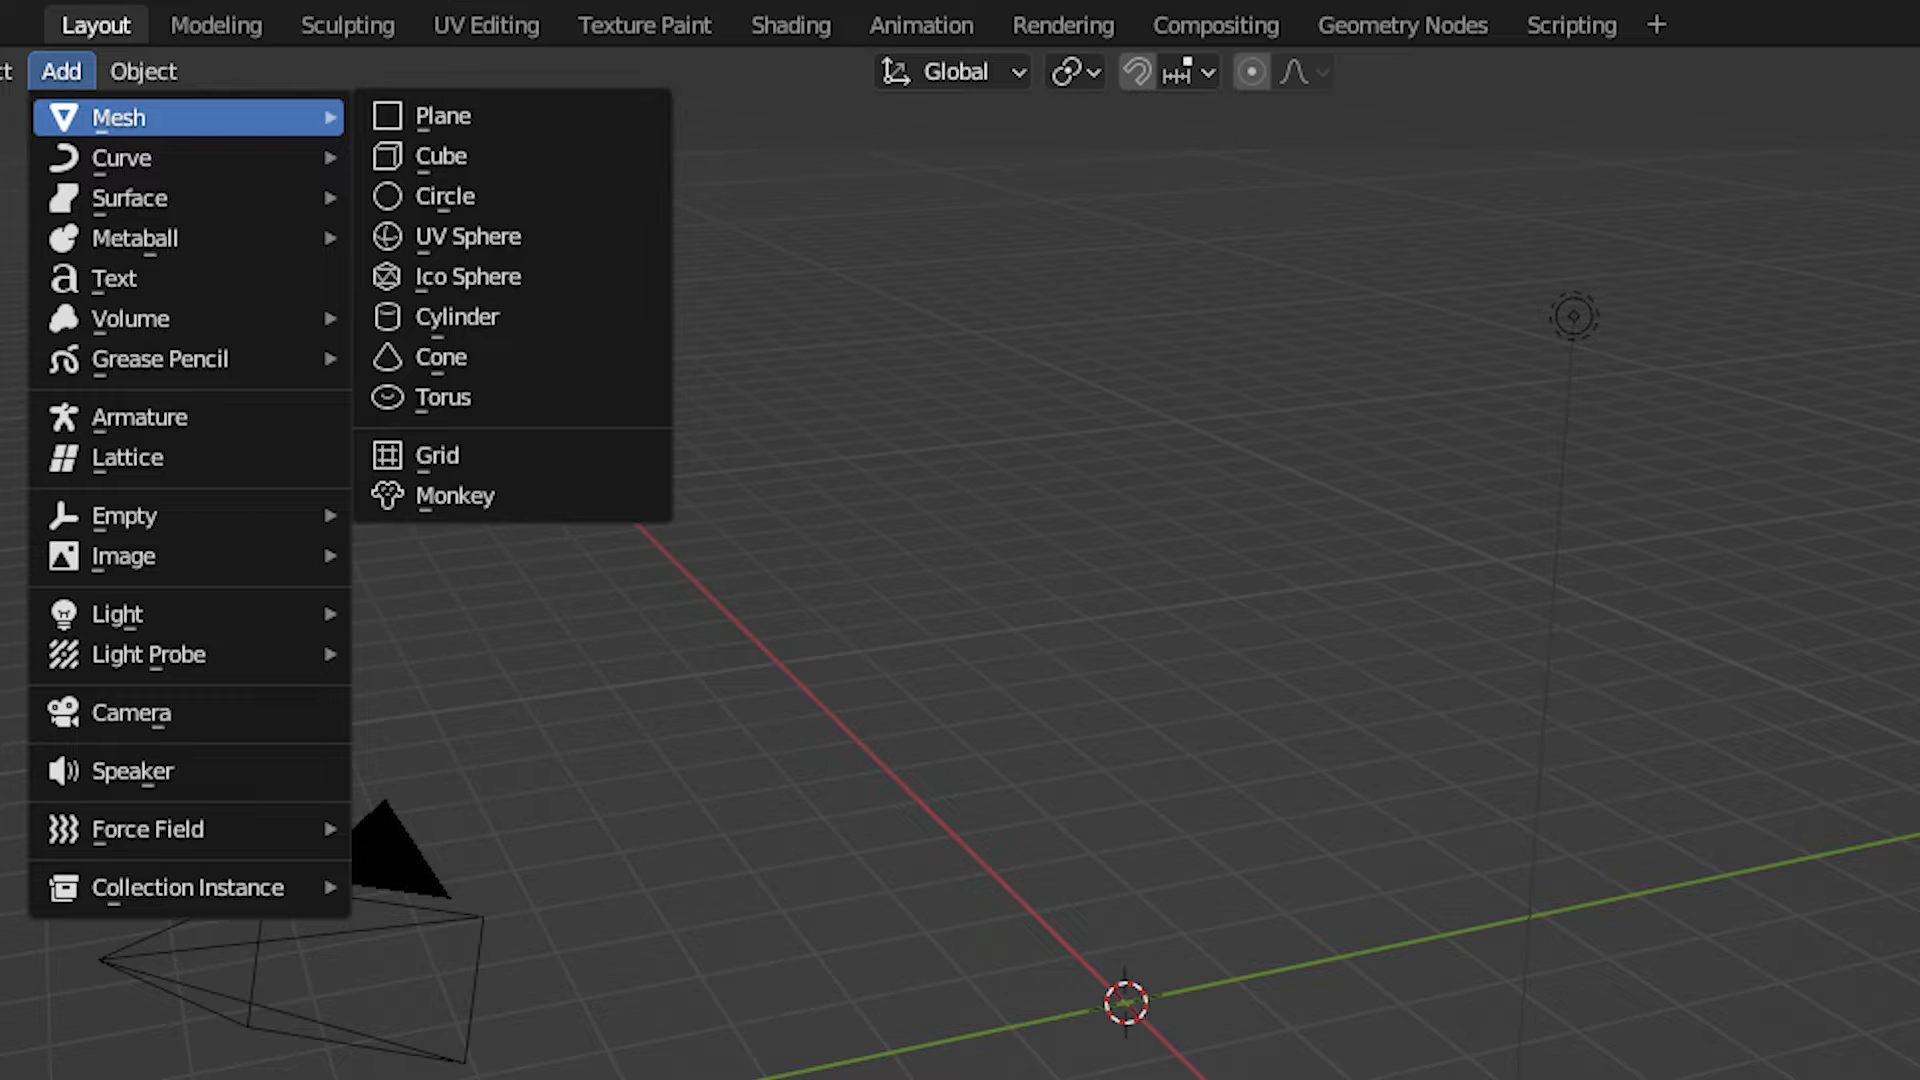 Layout Modeling Sculpting UV Editing Texture Paint Shading Animation Rendering Compositing Geometry Nodes Scripting +
ct Add Object Global
Mesh
Curve
Surface
Metaball
Text
Volume
Grease Pencil
Armature
Lattice
Empty
Image
Light
Light Probe
Camera
Speaker
Force Field
Collection Instance
Plane
Cube
Circle
UV Sphere
Ico Sphere
Cylinder
Cone
Torus
Grid
Monkey